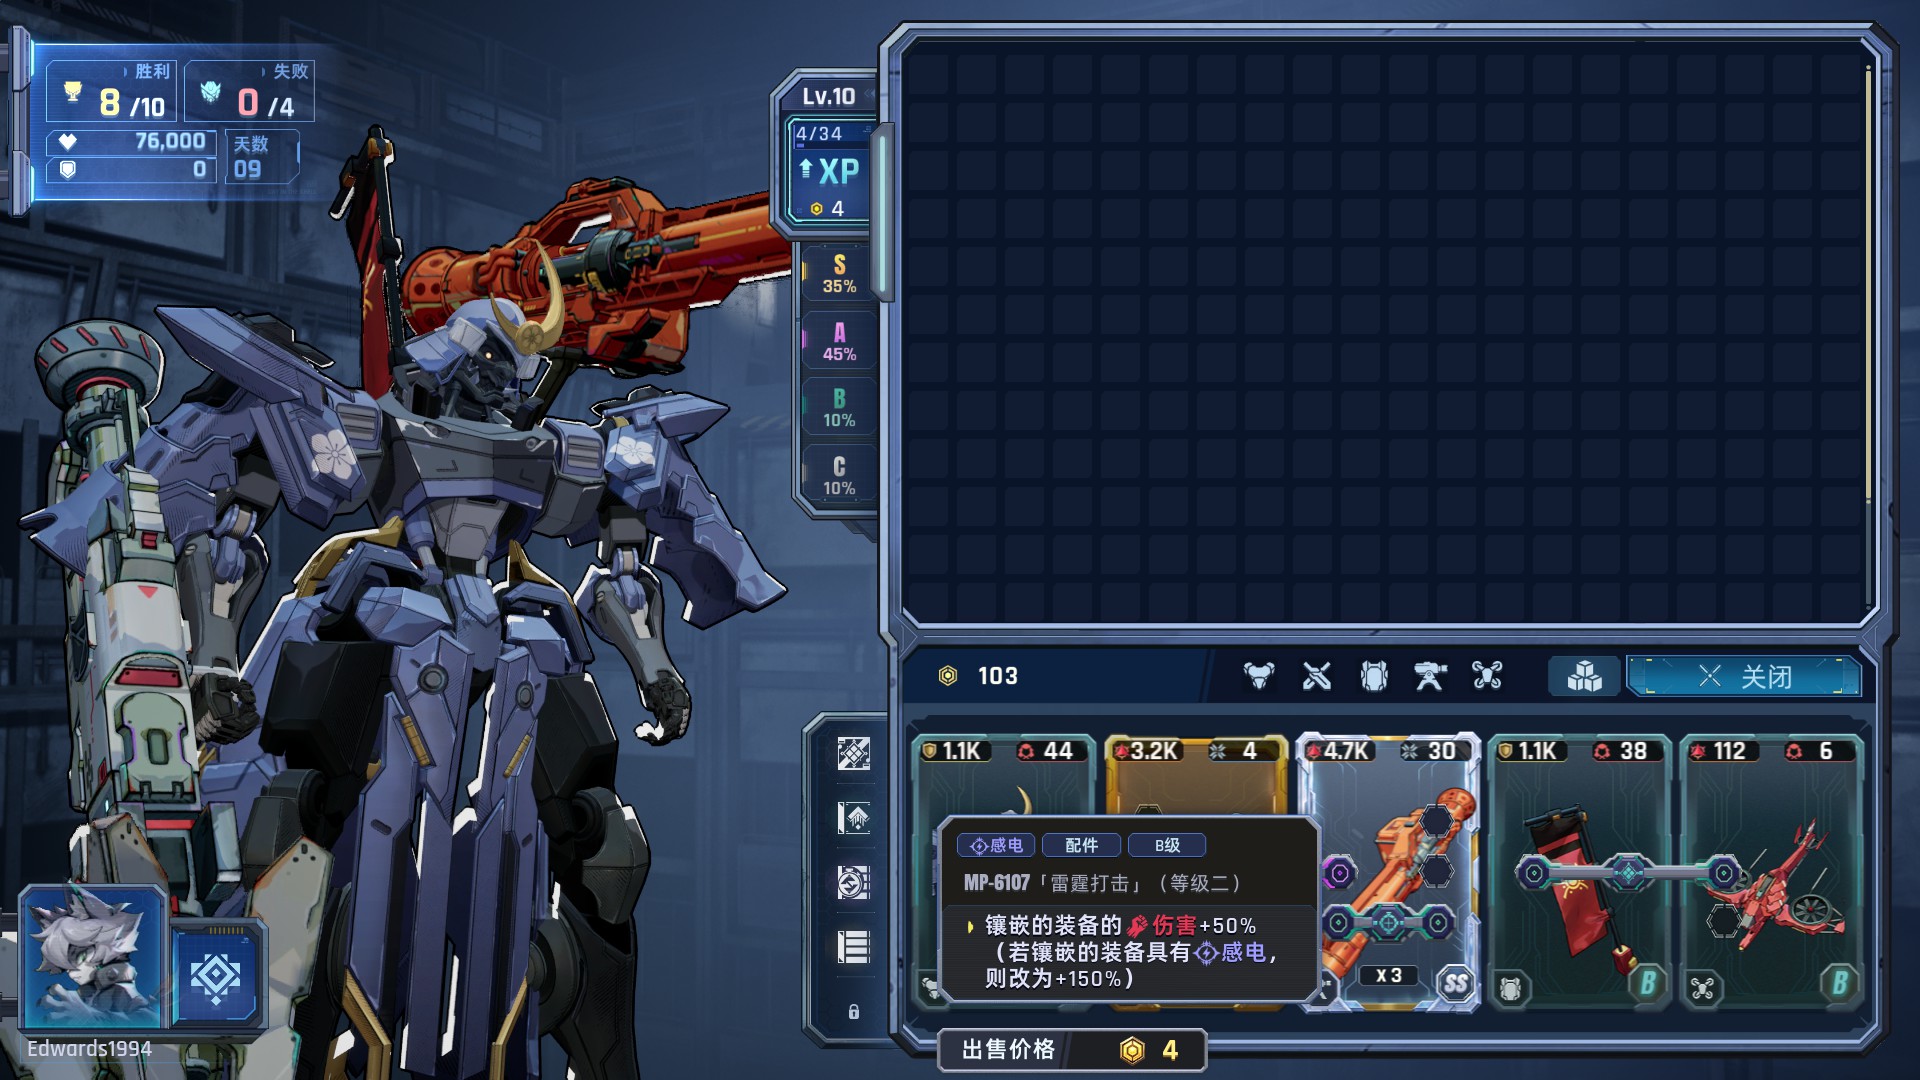 胜利
8/10
失败
0/4
76,000
0
天数
09
Lv.10
4/34
XP
4
S
35%
A
45%
B
10%
C
10%
103
关闭
1.1K 44
3.2K 4
4.7K 30
1.1K 38
112 6
感电 配件 B级
MP-6107「雷霆打击」（等级二）
镶嵌的装备的伤害+50%
（若镶嵌的装备具有感电，
则改为+150%）
x3
SS
B
B
出售价格 4
Edwards1994